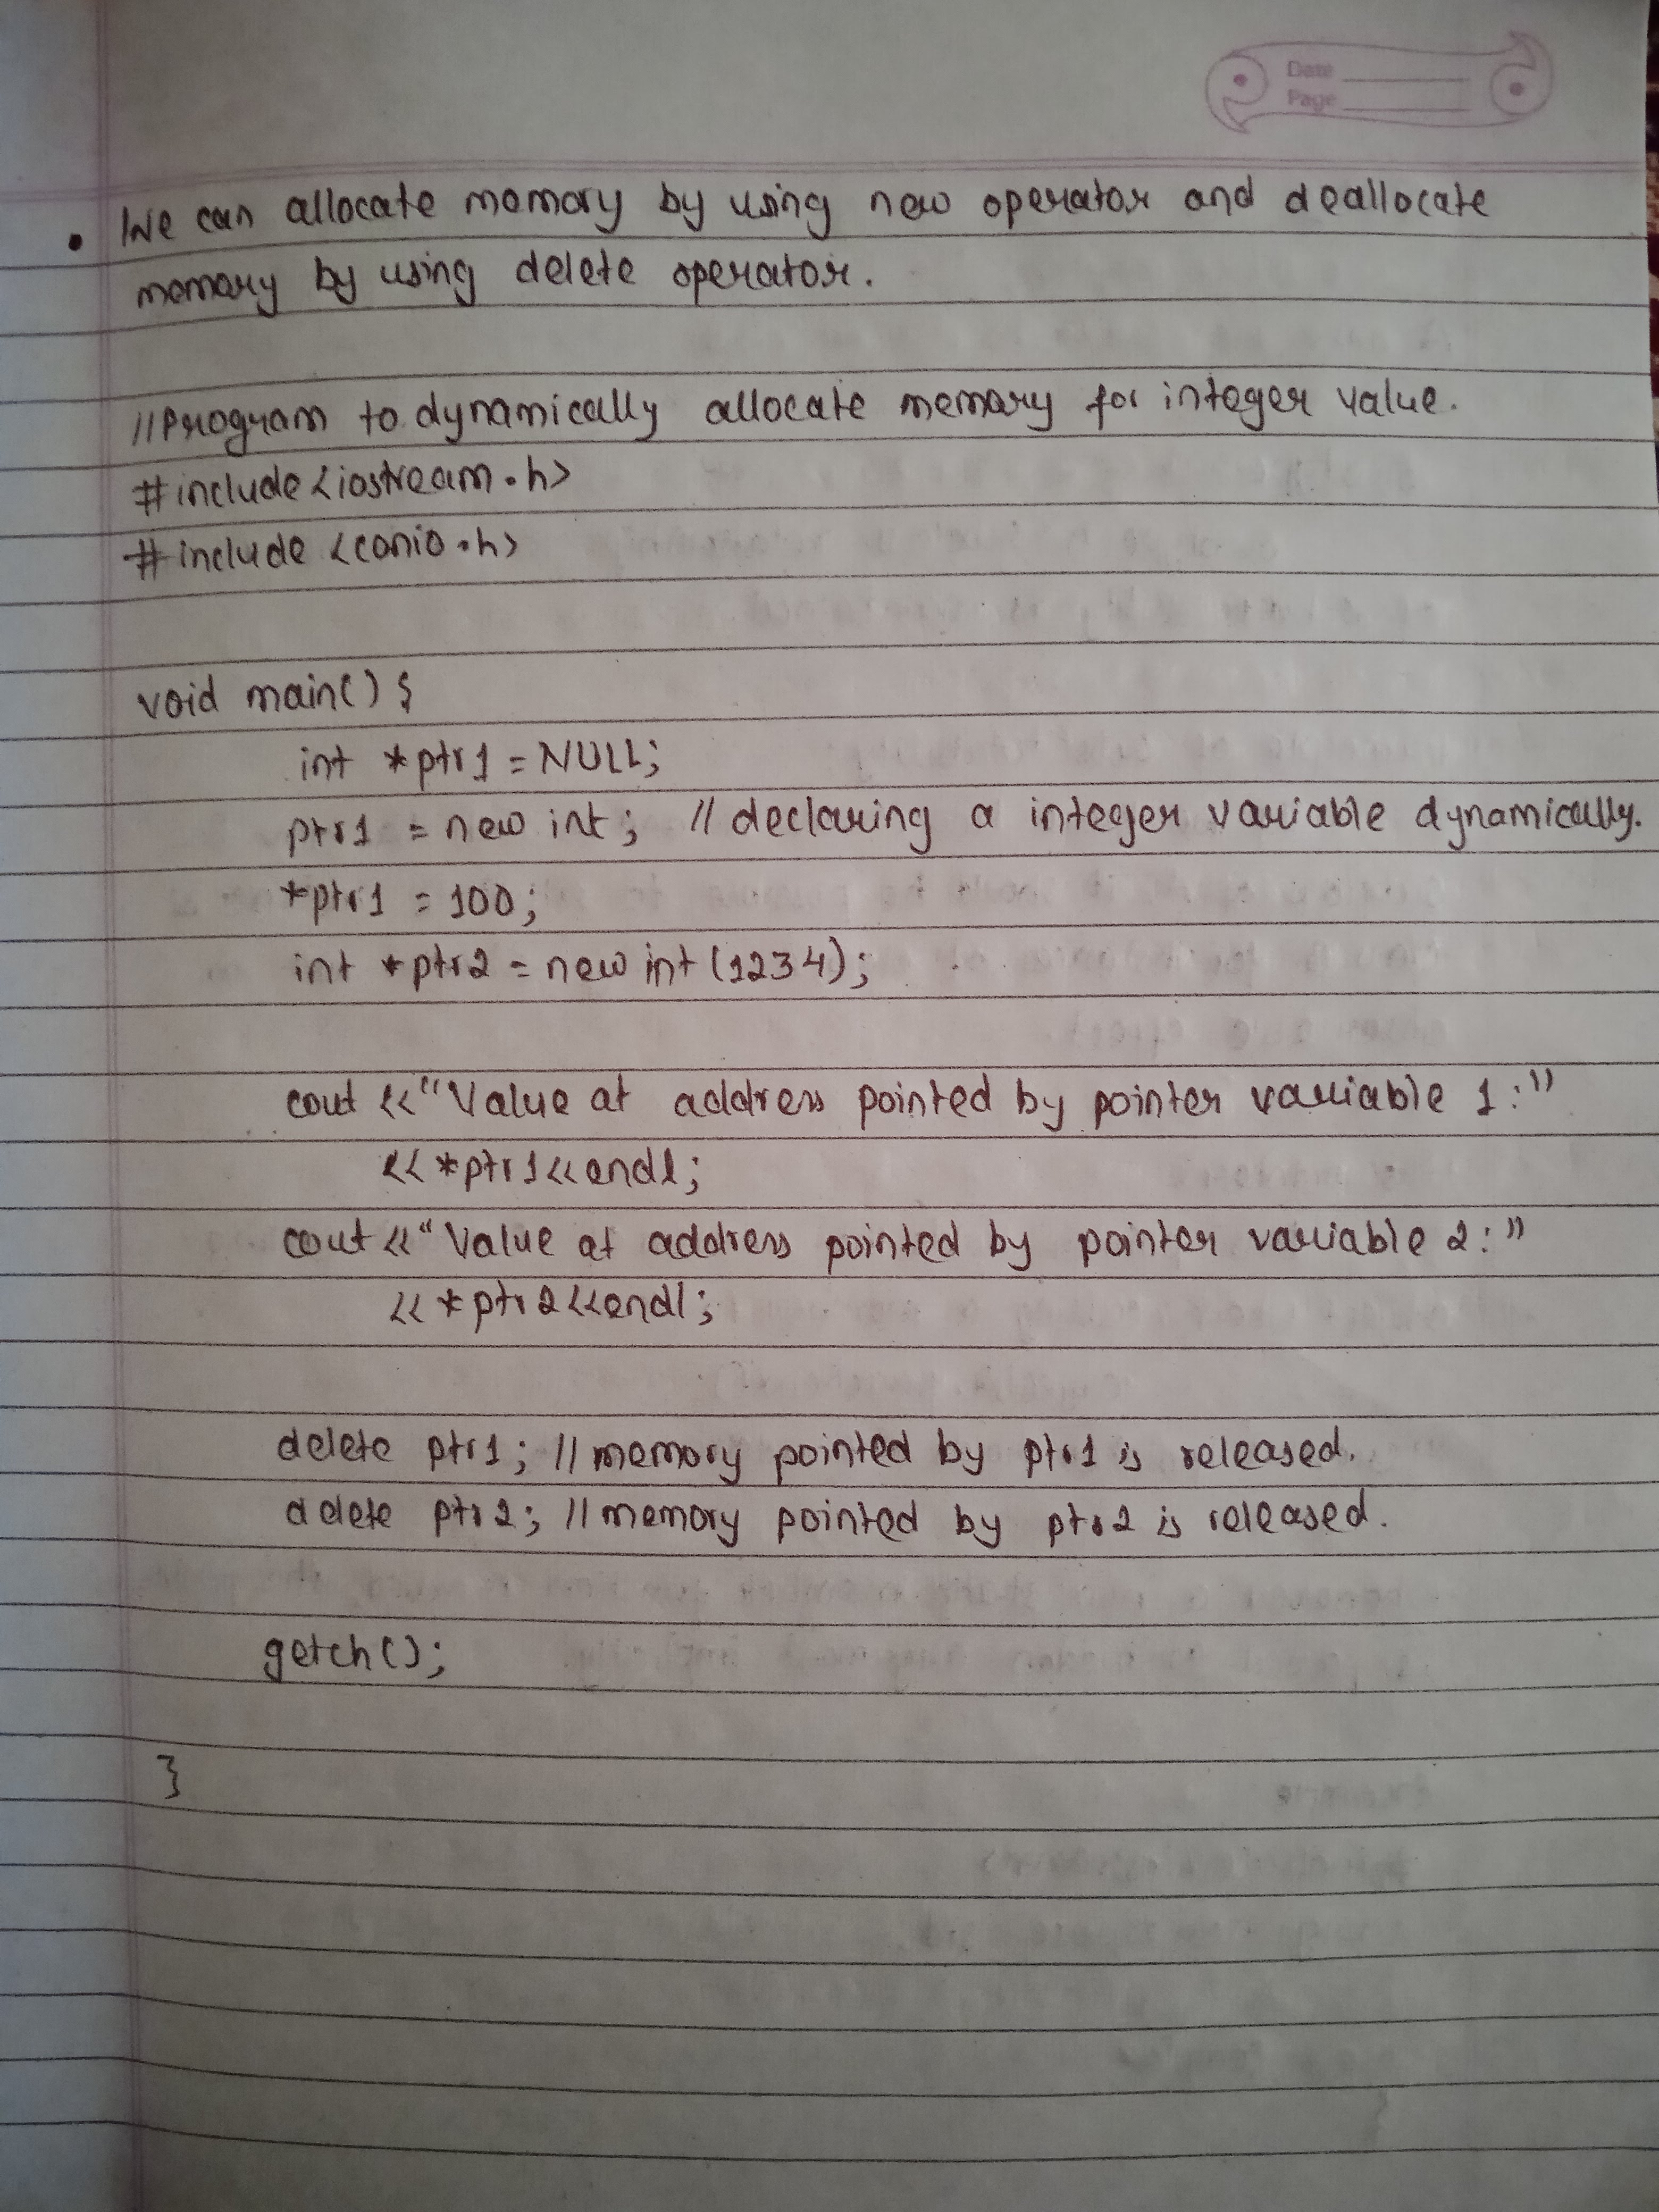 Date
Page
• We can allocate memory by using new operator and deallocate
memory by using delete operator.
//Program to dynamically allocate memory for integer value.
#include<iostream.h>
#include <conio.h>
void main() {
int *ptr1 = NULL;
ptr1 = new int; // declaring a integer variable dynamically.
*ptr1 = 100;
int *ptr2 = new int (1234);
cout <<"Value at address pointed by pointer variable 1:"
<< *ptr1<<endl;
cout <<"Value at address pointed by pointer variable 2:"
<< *ptr2<<endl;
delete ptr1; //memory pointed by ptr1 is released.
delete ptr2; //memory pointed by ptr2 is released.
getch();
}